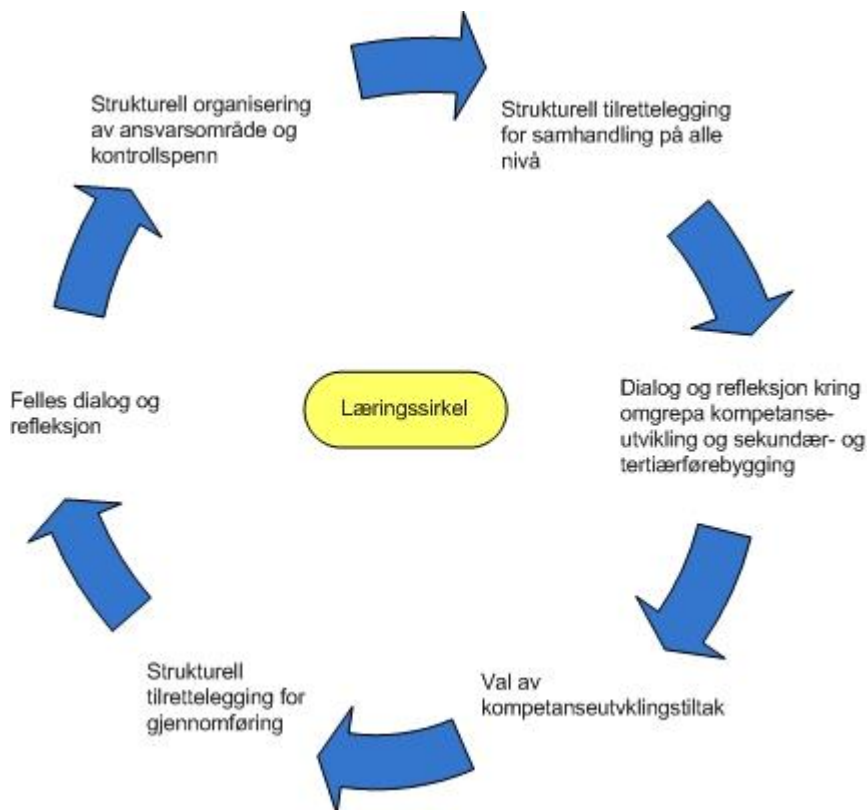 Strukturell organisering
av ansvarsområde og
kontrollspenn
Strukturell tilrettelegging
for samhandling på alle
nivå
Dialog og refleksjon kring
omgrepa kompetanse-
utvikling og sekundær- og
tertiærførebygging
Val av
kompetanseutvklingstiltak
Strukturell
tilrettelegging for
gjennomføring
Felles dialog og
refleksjon
Læringssirkel